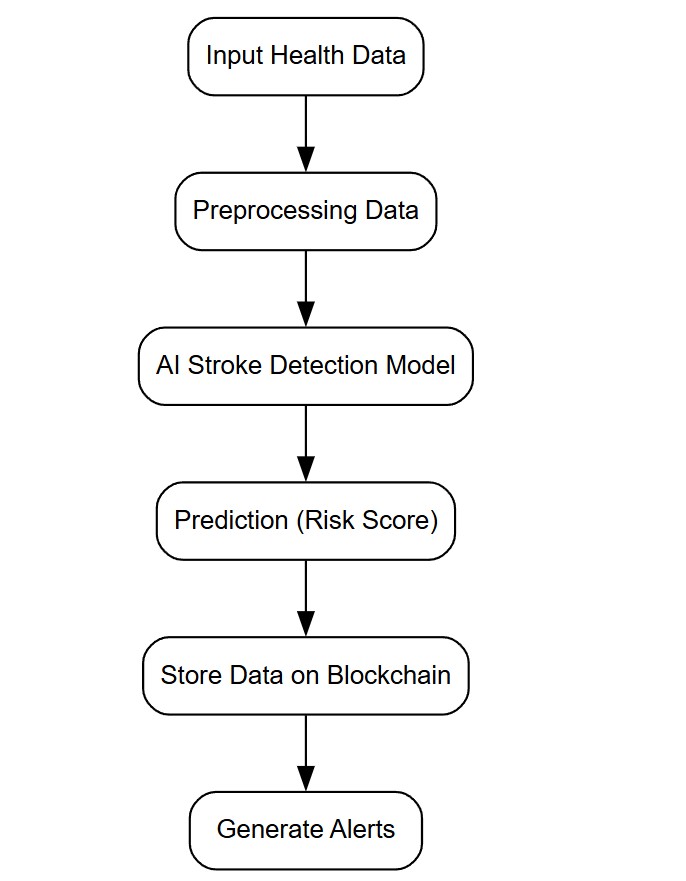 Input Health Data
Preprocessing Data
AI Stroke Detection Model
Prediction (Risk Score)
Store Data on Blockchain
Generate Alerts